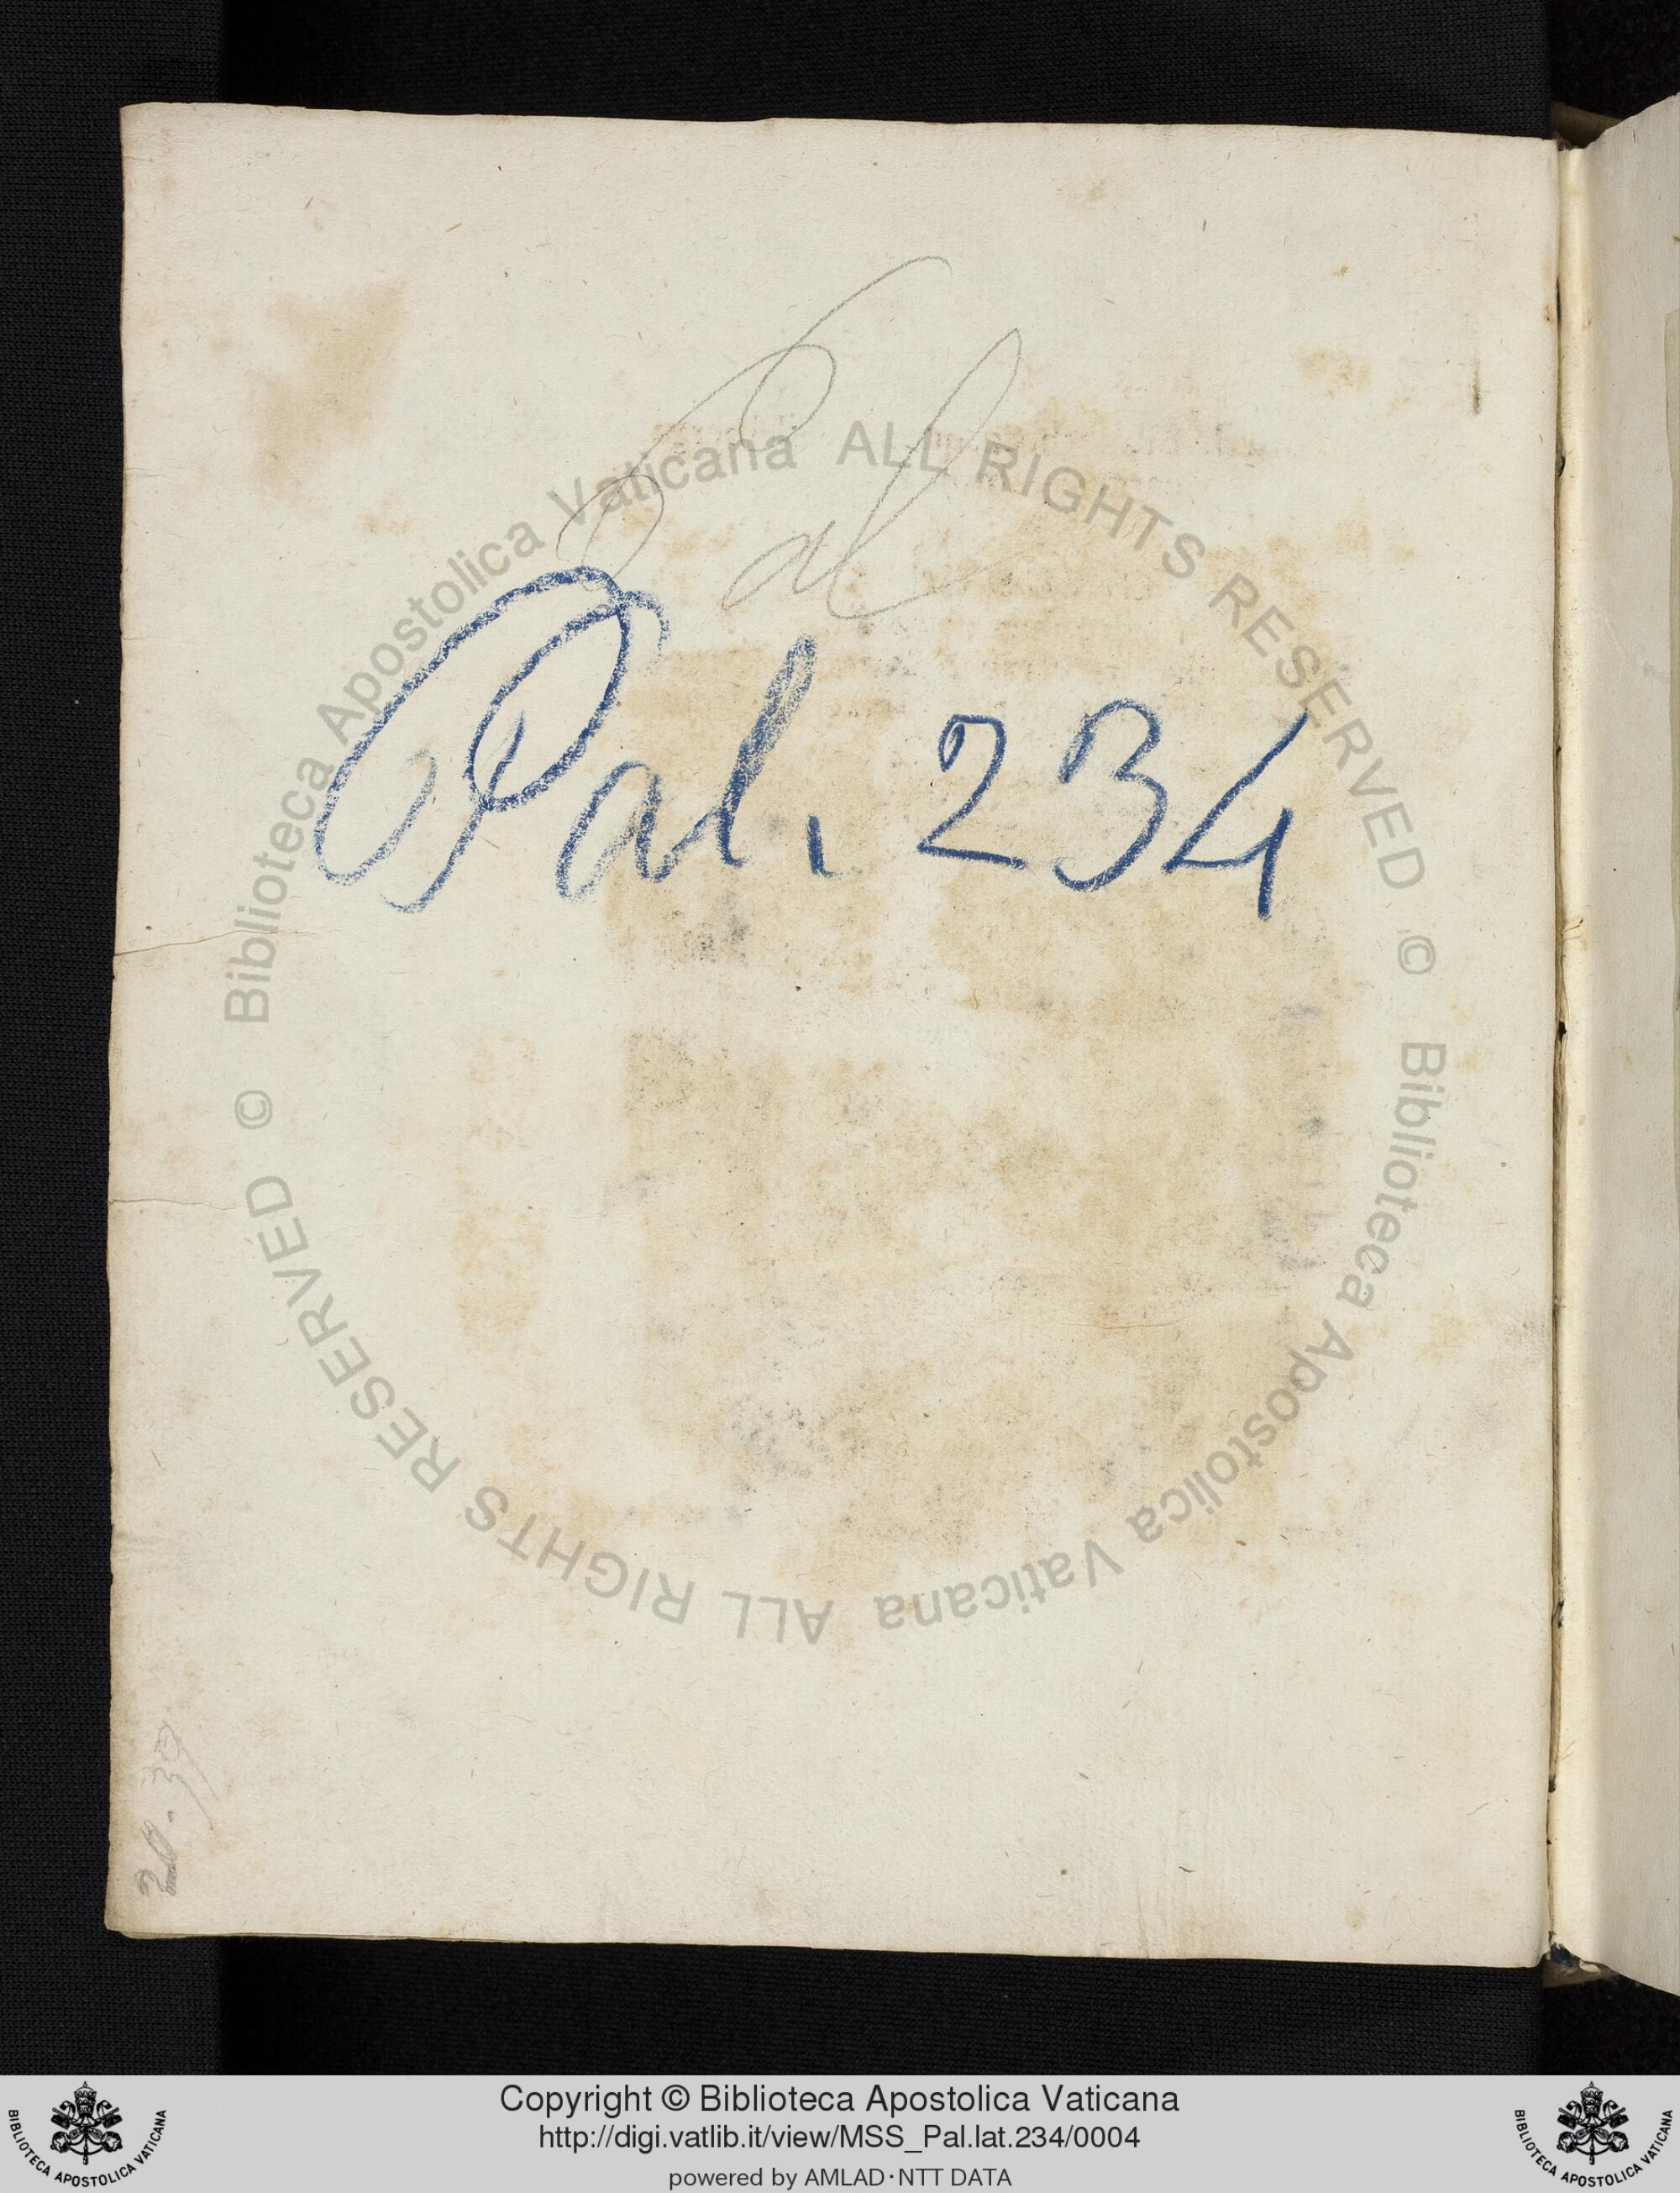 Pal
Pal. 234
© Biblioteca Apostolica Vaticana ALL RIGHTS RESERVED
© Biblioteca Apostolica Vaticana ALL RIGHTS RESERVED
Copyright © Biblioteca Apostolica Vaticana
http://digi.vatlib.it/view/MSS_Pal.lat.234/0004
powered by AMLAD·NTT DATA
BIBLIOTECA APOSTOLICA VATICANA
BIBLIOTECA APOSTOLICA VATICANA